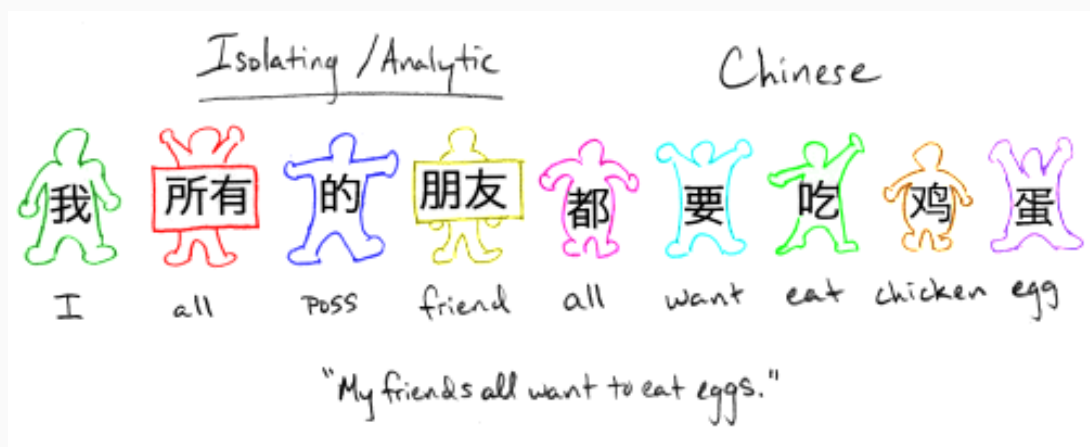 Isolating/Analytic Chinese
我 所有 的 朋友 都 要 吃 鸡 蛋
I all POSS friend all want eat chicken egg
"My friends all want to eat eggs."